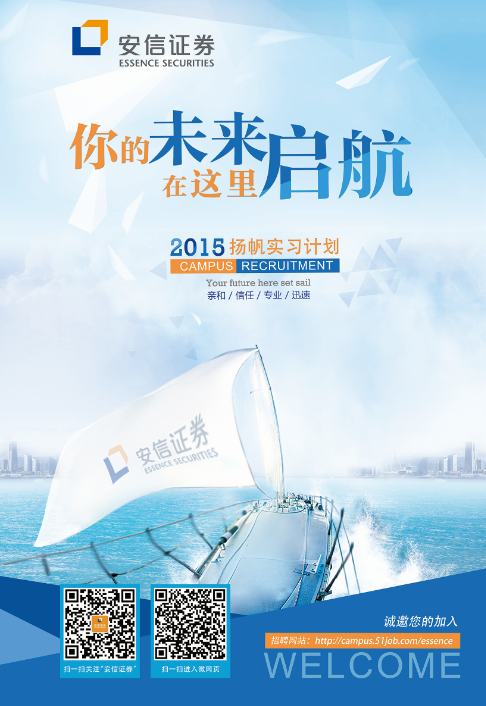 安信证券
ESSENCE SECURITIES
你的未来
在这里启航
2015扬帆实习计划
CAMPUS RECRUITMENT
Your future here set sail
亲和 / 信任 / 专业 / 迅速
安信证券
ESSENCE SECURITIES
诚邀您的加入
招聘网站：http://campus.51job.com/essence
WELCOME
扫一扫关注“安信证券”
扫一扫进入微网页